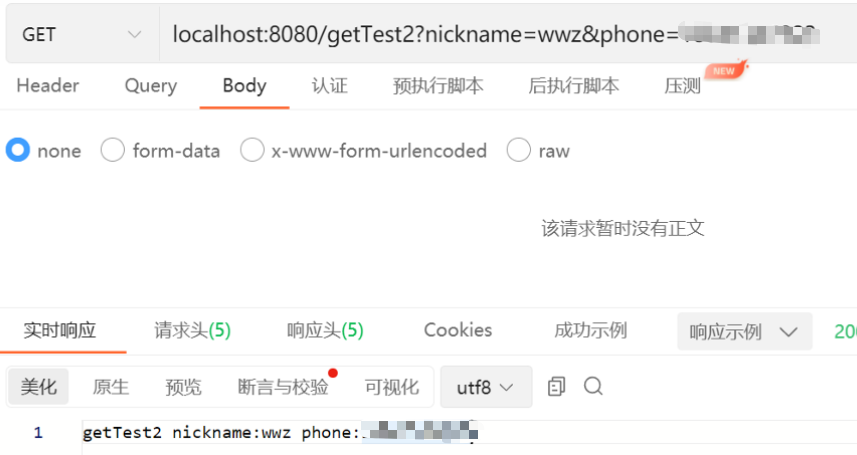 GET localhost:8080/getTest2?nickname=wwz&phone=
Header Query Body 认证 预执行脚本 后执行脚本 压测 NEW
none form-data x-www-form-urlencoded raw
该请求暂时没有正文
实时响应 请求头(5) 响应头(5) Cookies 成功示例 响应示例 20
美化 原生 预览 断言与校验 可视化 utf8
1 getTest2 nickname:wwz phone: